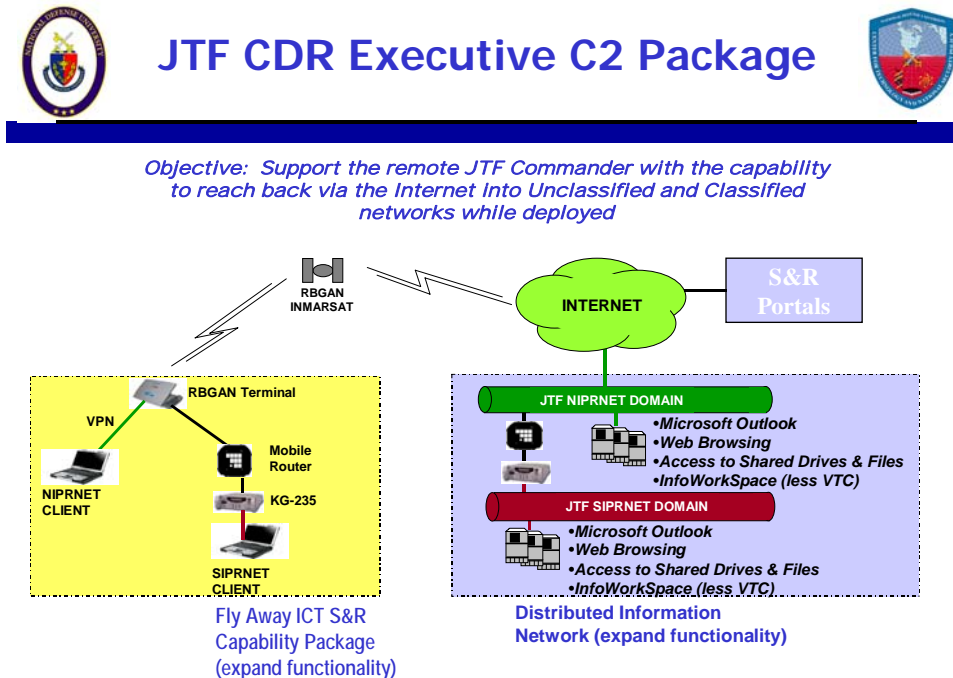 JTF CDR Executive C2 Package
NATIONAL DEFENSE UNIVERSITY
Objective: Support the remote JTF Commander with the capability
to reach back via the Internet into Unclassified and Classified
networks while deployed
RBGAN
INMARSAT
INTERNET
S&R
Portals
RBGAN Terminal
VPN
NIPRNET
CLIENT
Mobile
Router
KG-235
SIPRNET
CLIENT
JTF NIPRNET DOMAIN
•Microsoft Outlook
•Web Browsing
•Access to Shared Drives & Files
•InfoWorkSpace (less VTC)
JTF SIPRNET DOMAIN
•Microsoft Outlook
•Web Browsing
•Access to Shared Drives & Files
•InfoWorkSpace (less VTC)
Fly Away ICT S&R
Capability Package
(expand functionality)
Distributed Information
Network (expand functionality)